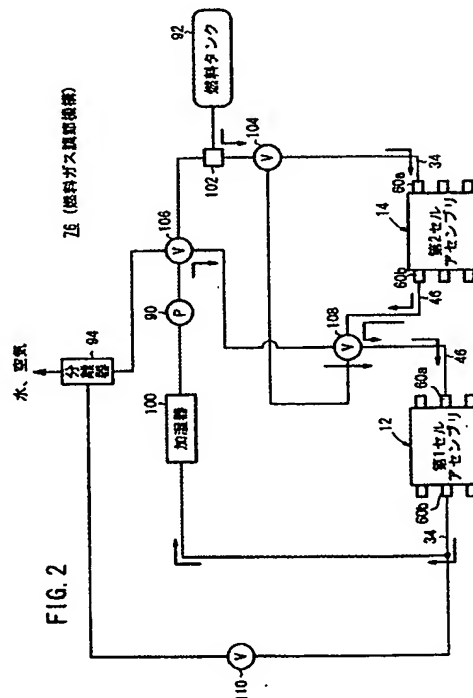 FIG. 2
76 (燃料ガス調節機構)
水、空気
94
分離器
92
燃料タンク
106
V
102
104
V
90
P
100
加湿器
108
V
34
60a
14
第2セル
アセンブリ
60b
46
46
60a
12
第1セル
アセンブリ
60b
34
110
V